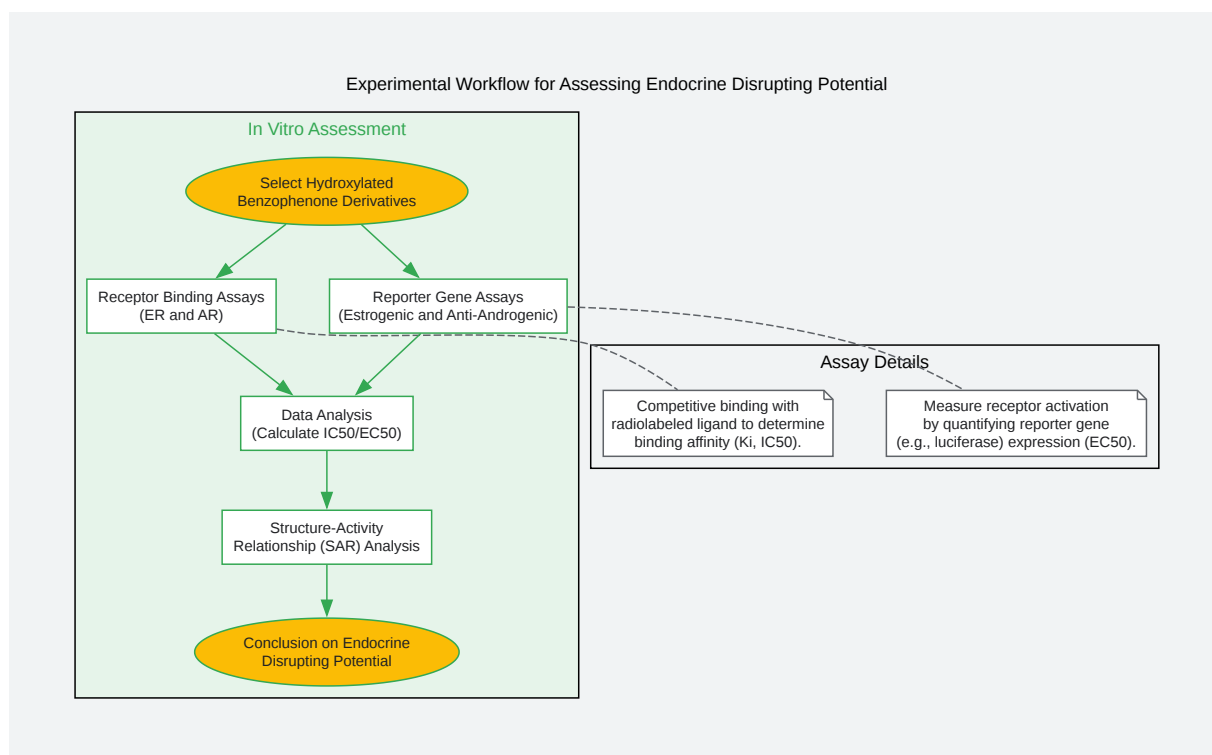 Experimental Workflow for Assessing Endocrine Disrupting Potential
In Vitro Assessment
Select Hydroxylated
Benzophenone Derivatives
Receptor Binding Assays
(ER and AR)
Reporter Gene Assays
(Estrogenic and Anti-Androgenic)
Data Analysis
(Calculate IC50/EC50)
Structure-Activity
Relationship (SAR) Analysis
Conclusion on Endocrine
Disrupting Potential
Assay Details
Competitive binding with
radiolabeled ligand to determine
binding affinity (Ki, IC50).
Measure receptor activation
by quantifying reporter gene
(e.g., luciferase) expression (EC50).